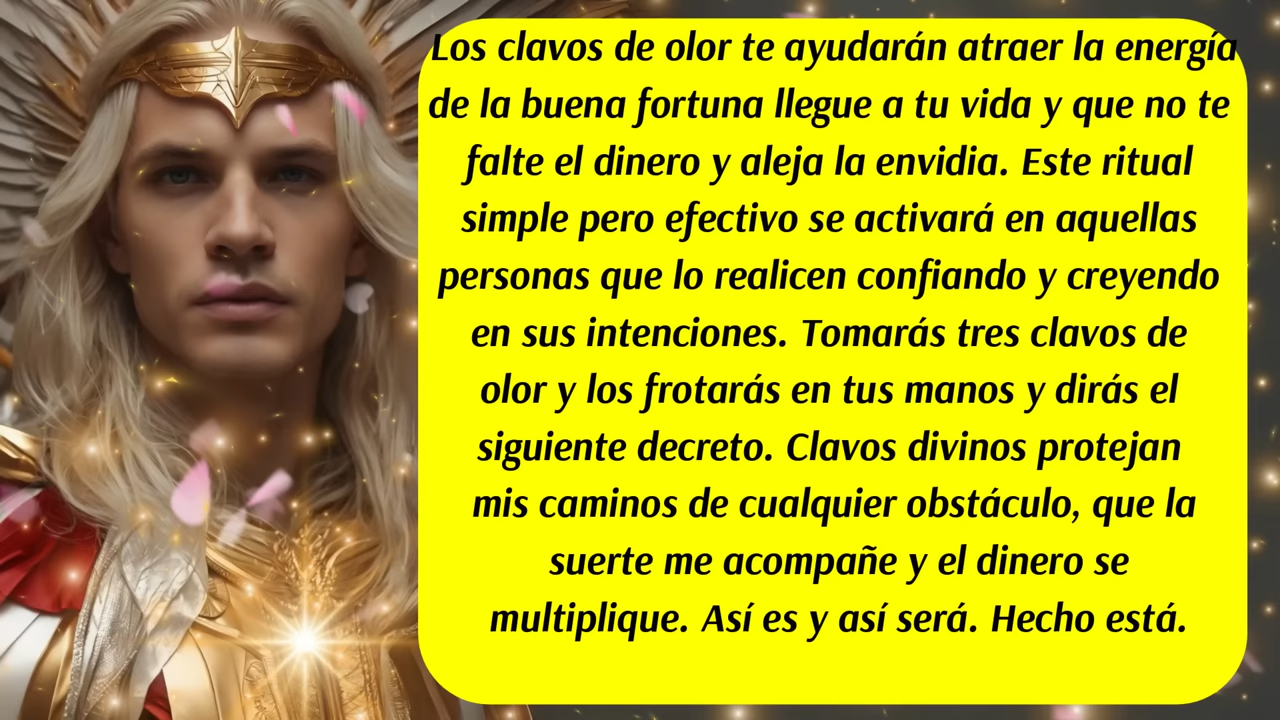 Los clavos de olor te ayudarán atraer la energía
de la buena fortuna llegue a tu vida y que no te
falte el dinero y aleja la envidia. Este ritual
simple pero efectivo se activará en aquellas
personas que lo realicen confiando y creyendo
en sus intenciones. Tomarás tres clavos de
olor y los frotarás en tus manos y dirás el
siguiente decreto. Clavos divinos protejan
mis caminos de cualquier obstáculo, que la
suerte me acompañe y el dinero se
multiplique. Así es y así será. Hecho está.